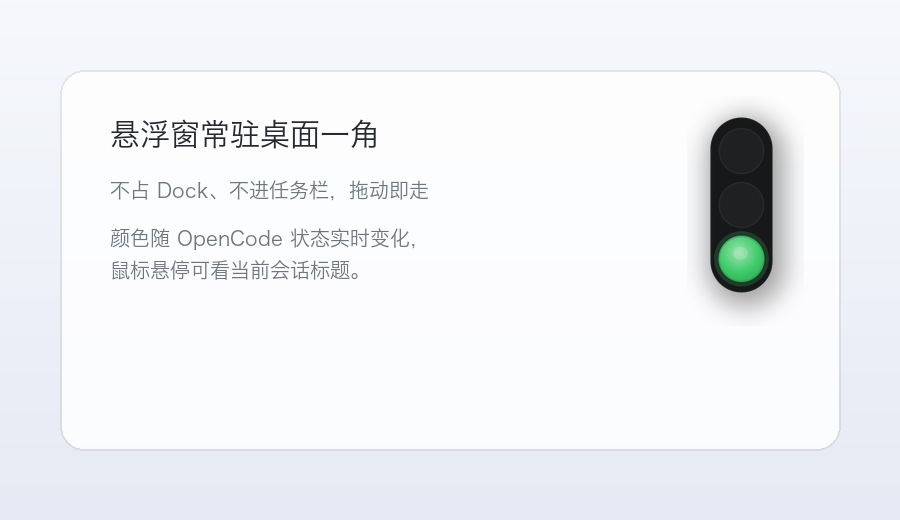 悬浮窗常驻桌面一角
不占 Dock、不进任务栏，拖动即走
颜色随 OpenCode 状态实时变化，
鼠标悬停可看当前会话标题。